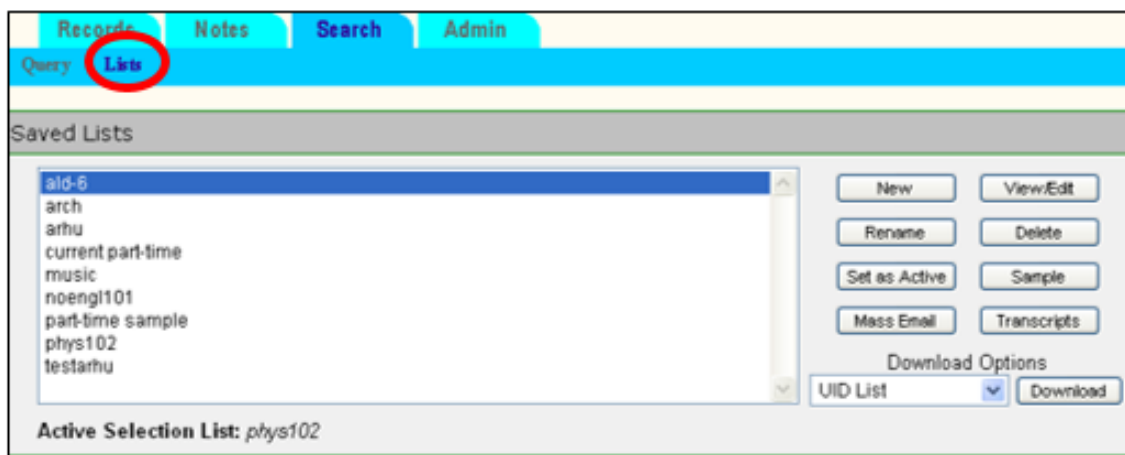 Records Notes Search Admin
Query Lists
Saved Lists
ald-6
arch
arhu
current part-time
music
noengl101
part-time sample
phys102
testarhu
New View/Edit
Rename Delete
Set as Active Sample
Mass Email Transcripts
Download Options
UID List Download
Active Selection List: phys102